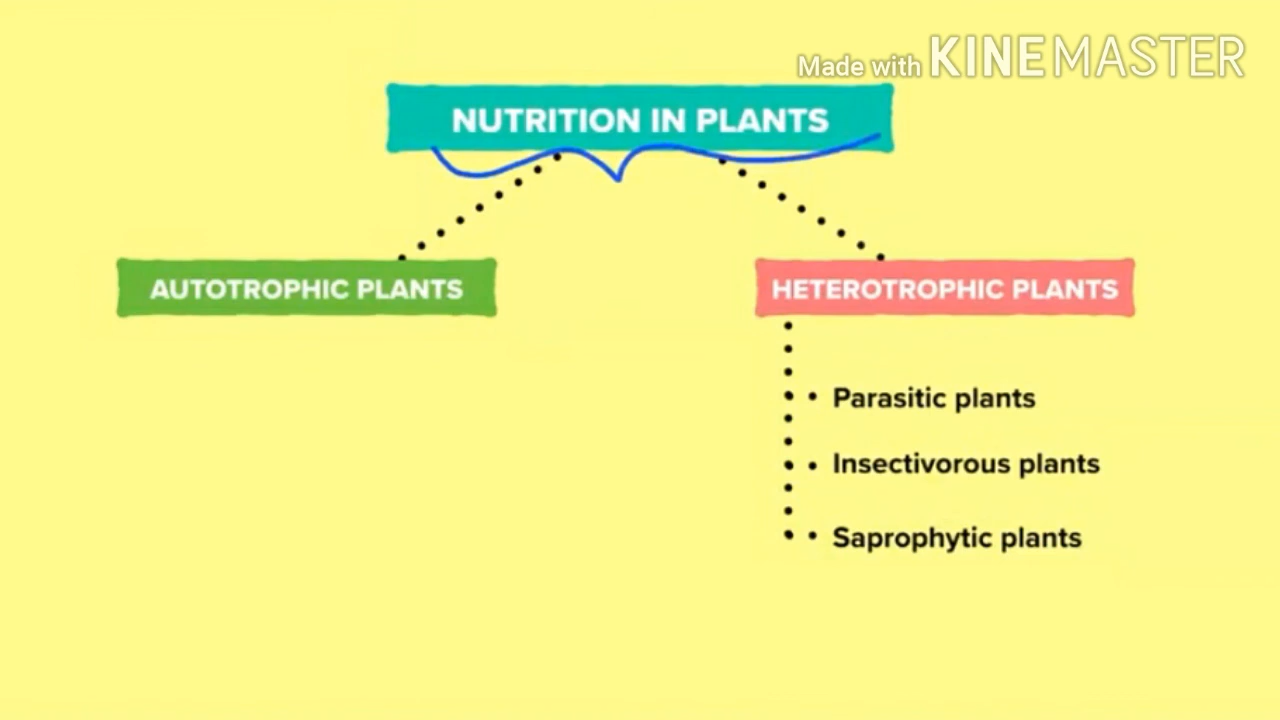 Made with KINEMASTER
NUTRITION IN PLANTS
AUTOTROPHIC PLANTS
HETEROTROPHIC PLANTS
• Parasitic plants
• Insectivorous plants
• Saprophytic plants